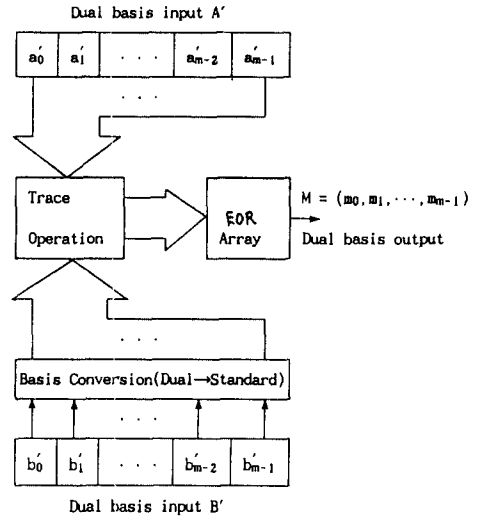 Dual basis input A′
a′₀ a′₁ · · · a′ₘ₋₂ a′ₘ₋₁
· · ·
Trace
Operation
EOR
Array
M = (m₀, m₁, · · ·, mₘ₋₁)
Dual basis output
· · ·
Basis Conversion(Dual→Standard)
· · ·
b′₀ b′₁ · · · b′ₘ₋₂ b′ₘ₋₁
Dual basis input B′